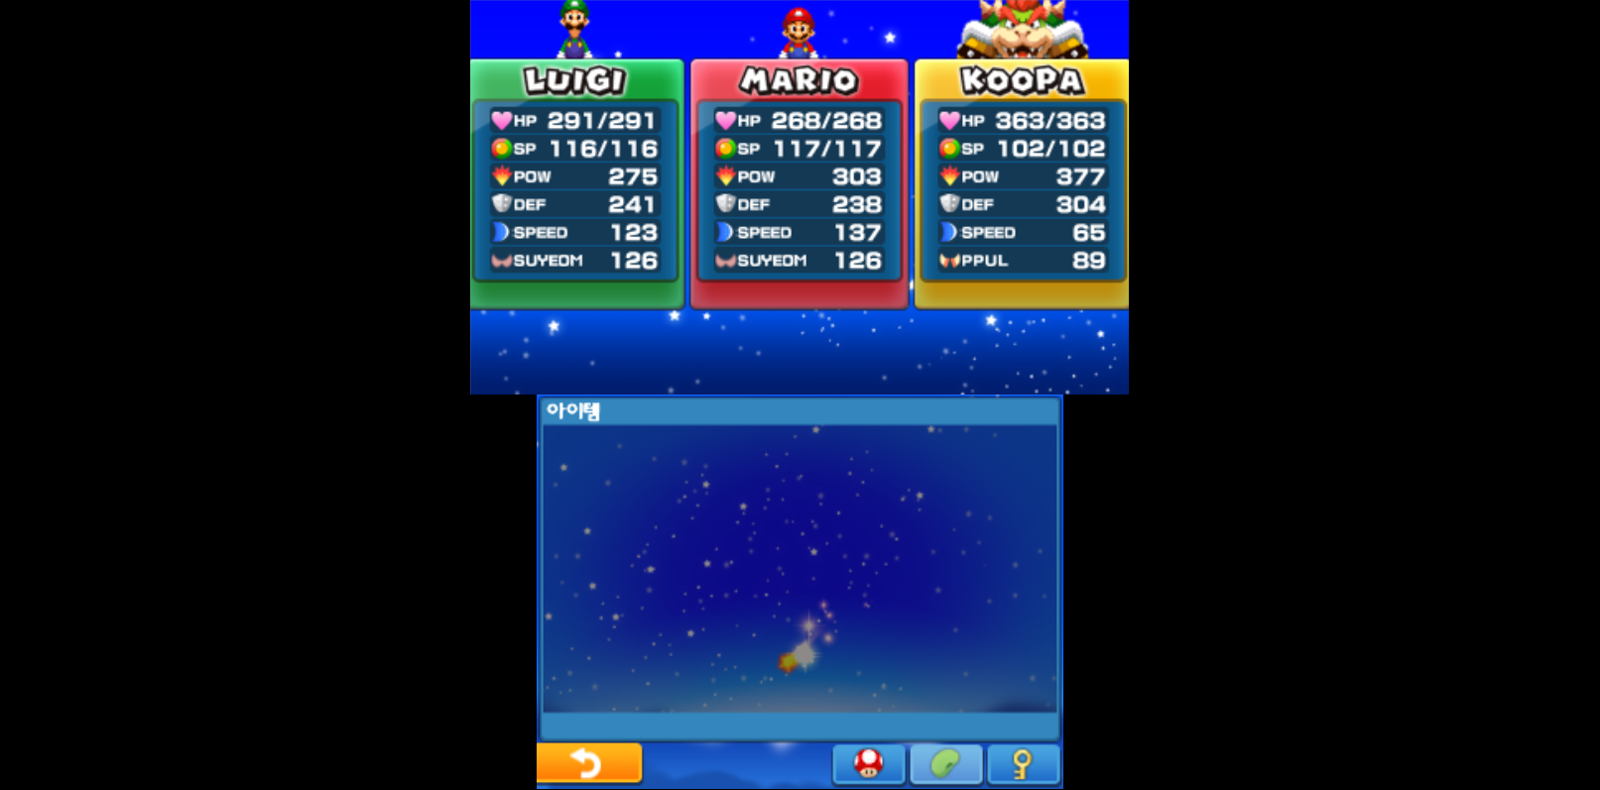 LUIGI
HP 291/291
SP 116/116
POW 275
DEF 241
SPEED 123
SUYEOM 126
MARIO
HP 268/268
SP 117/117
POW 303
DEF 238
SPEED 137
SUYEOM 126
KOOPA
HP 363/363
SP 102/102
POW 377
DEF 304
SPEED 65
PPUL 89
아이템